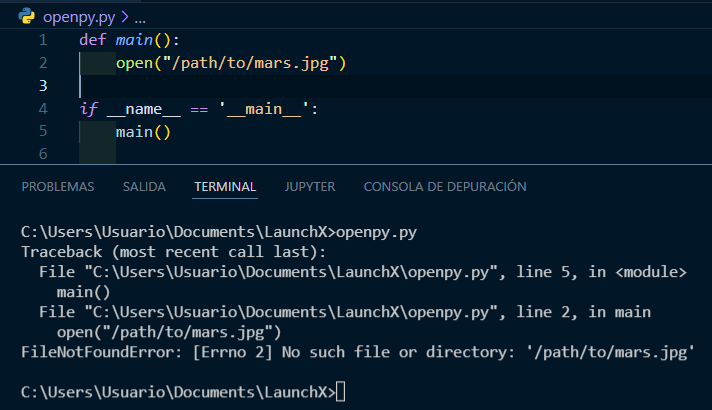 openpy.py > ...
1 def main():
2     open("/path/to/mars.jpg")
3
4 if __name__ == '__main__':
5     main()
6
PROBLEMAS SALIDA TERMINAL JUPYTER CONSOLA DE DEPURACIÓN
C:\Users\Usuario\Documents\LaunchX>openpy.py
Traceback (most recent call last):
  File "C:\Users\Usuario\Documents\LaunchX\openpy.py", line 5, in <module>
    main()
  File "C:\Users\Usuario\Documents\LaunchX\openpy.py", line 2, in main
    open("/path/to/mars.jpg")
FileNotFoundError: [Errno 2] No such file or directory: '/path/to/mars.jpg'
C:\Users\Usuario\Documents\LaunchX>